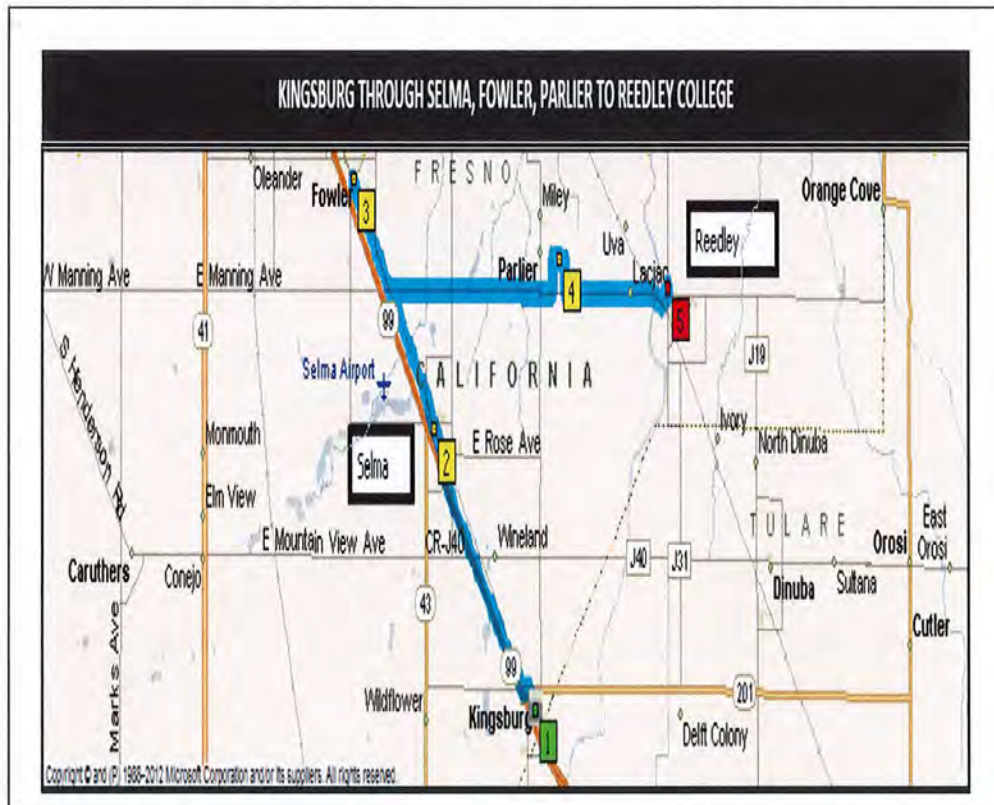 KINGSBURG THROUGH SELMA, FOWLER, PARLIER TO REEDLEY COLLEGE
Oleander
FRESNO
Fowler
3
Miley
Orange Cove
Uva
Reedley
W Manning Ave
E Manning Ave
Parlier
Lacjac
4
41
99
5
S Henderson Rd
Selma Airport
CALIFORNIA
J19
Monmouth
Selma
2
E Rose Ave
Ivory
North Dinuba
Elm View
TULARE
East
Orosi
E Mountain View Ave
CR-J40
Wineland
Orosi
Caruthers
Conejo
J40
J31
Dinuba
Sultana
43
Cutler
Marks Ave
99
Wildflower
201
Kingsburg
1
Delft Colony
Copyright © and (P) 1988–2012 Microsoft Corporation and/or its suppliers. All rights reserved.